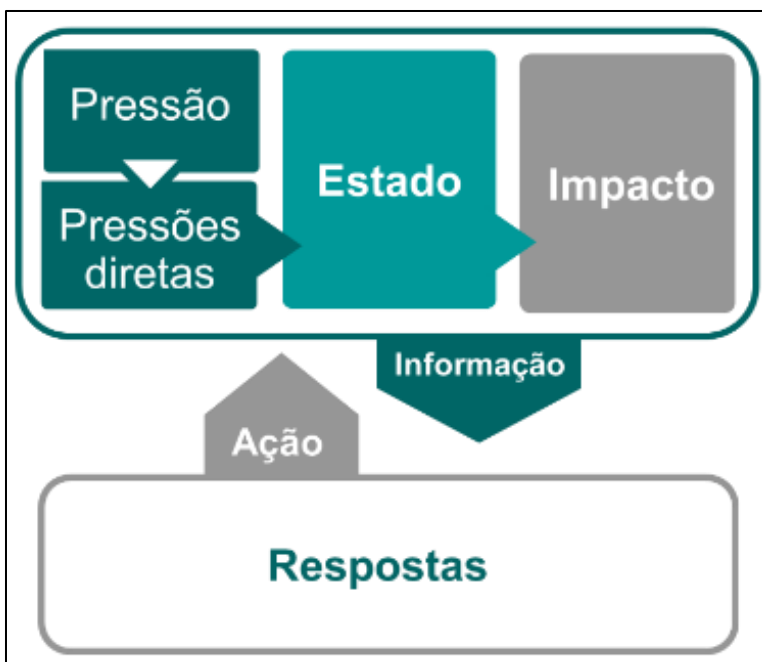 Pressão
Pressões
diretas
Estado
Impacto
Informação
Ação
Respostas